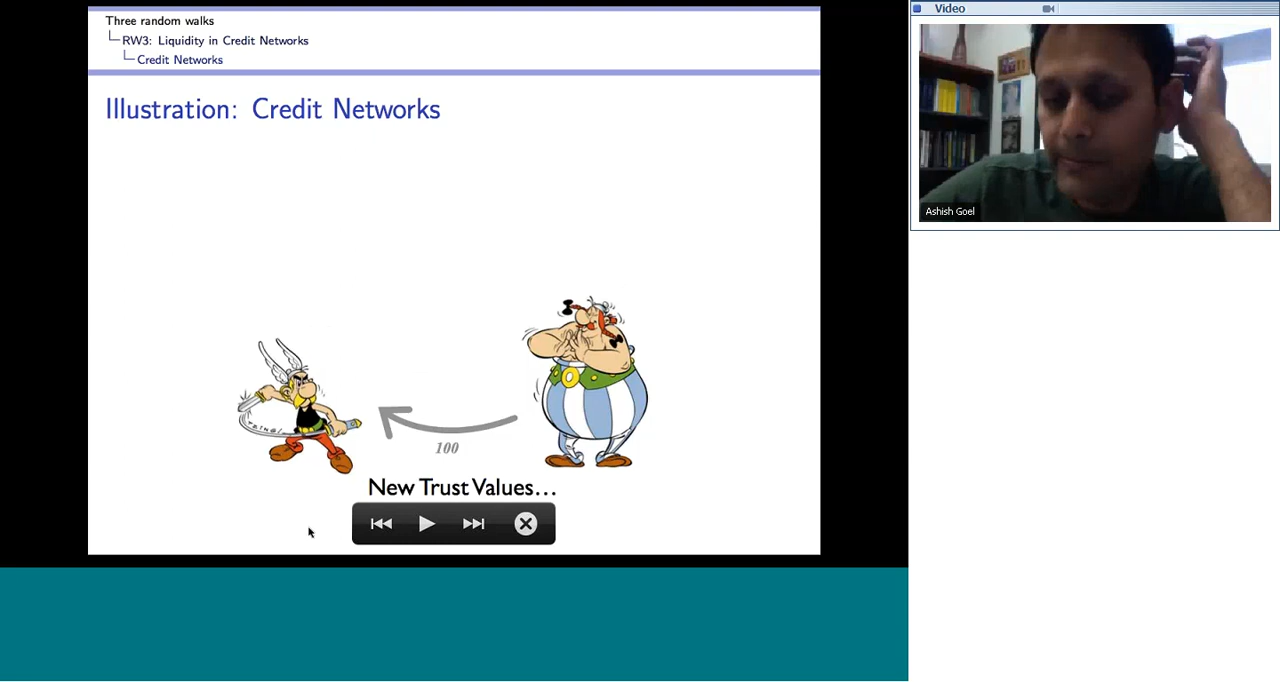 Three random walks
RW3: Liquidity in Credit Networks
Credit Networks
Illustration: Credit Networks
100
New Trust Values...
Video
Ashish Goel